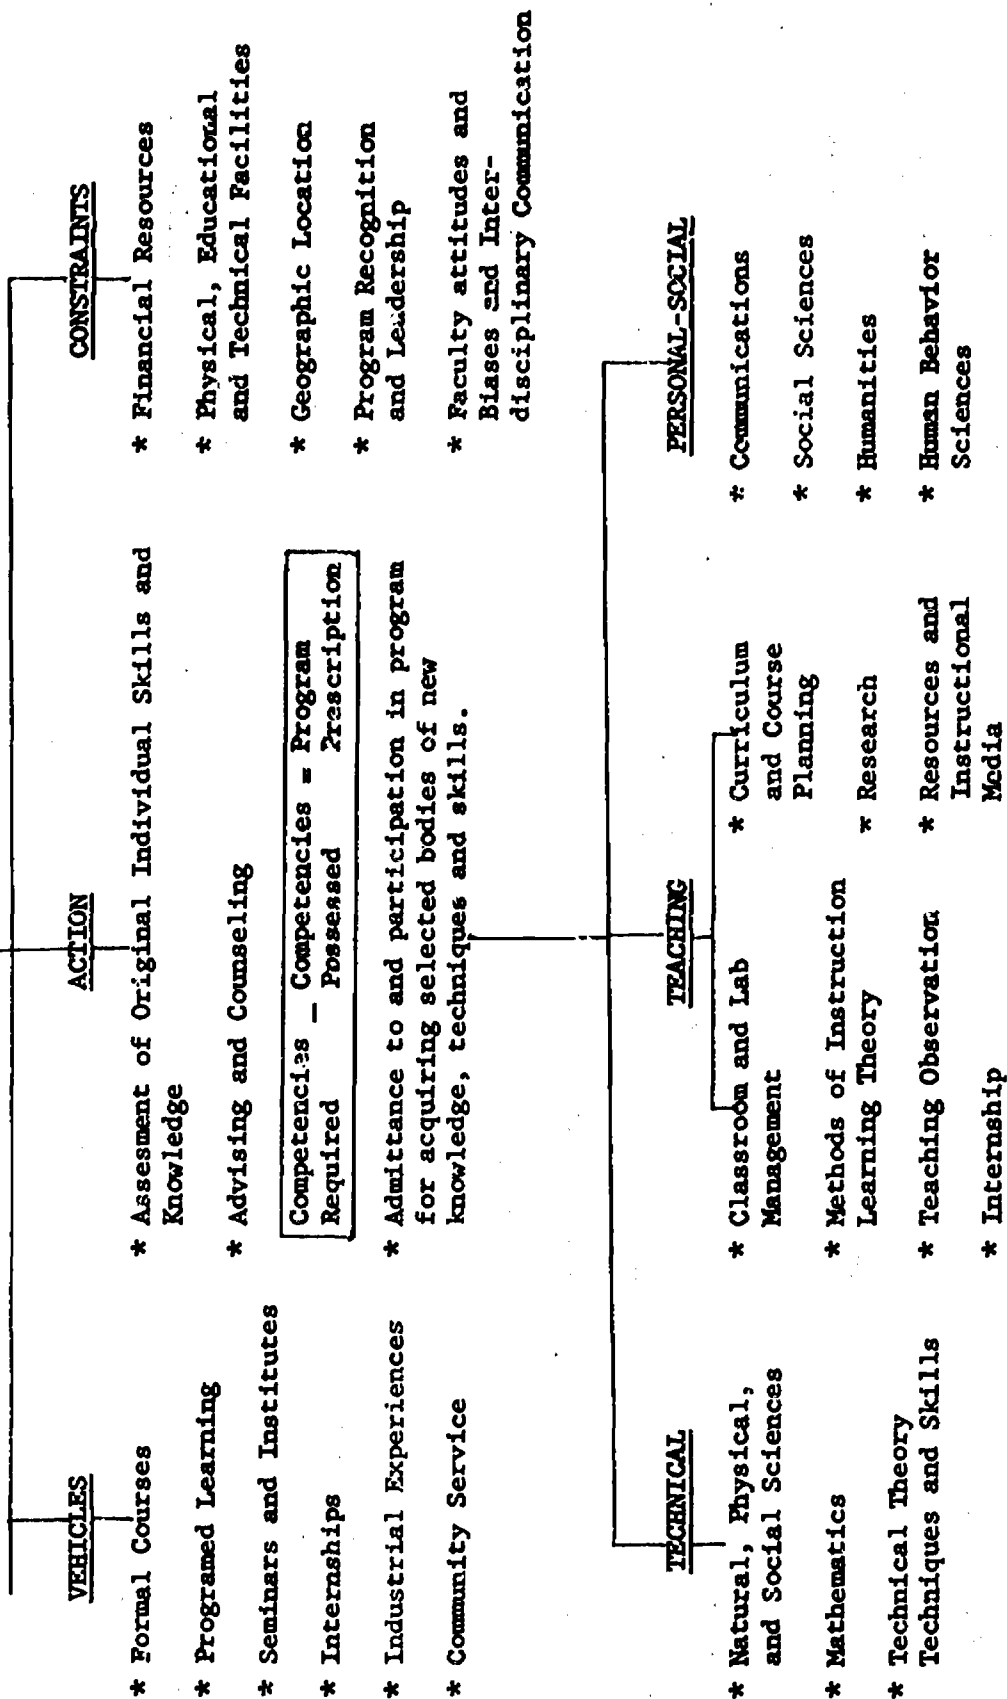 VEHICLES
* Formal Courses
* Programed Learning
* Seminars and Institutes
* Internships
* Industrial Experiences
* Community Service
ACTION
* Assesment of Original Individual Skills and
Knowledge
* Advising and Counseling
Competencies _ Competencies = Program
Required Possessed Prescription
* Admittance to and participation in program
for acquiring selected bodies of new
knowledge, techniques and skills.
CONSTRAINTS
* Financial Resources
* Physical, Educational
and Technical Facilities
* Geographic Location
* Program Recognition
and Leadership
* Faculty attitudes and
Biases and Inter-
disciplinary Communication
TECHNICAL
* Natural, Physical,
and Social Sciences
* Mathematics
* Technical Theory
Techniques and Skills
TEACHING
* Classroom and Lab
Management
* Methods of Instruction
Learning Theory
* Teaching Observation
* Internship
* Curriculum
and Course
Planning
* Research
* Resources and
Instructional
Media
PERSONAL-SOCIAL
* Communications
* Social Sciences
* Humanities
* Human Behavior
Sciences